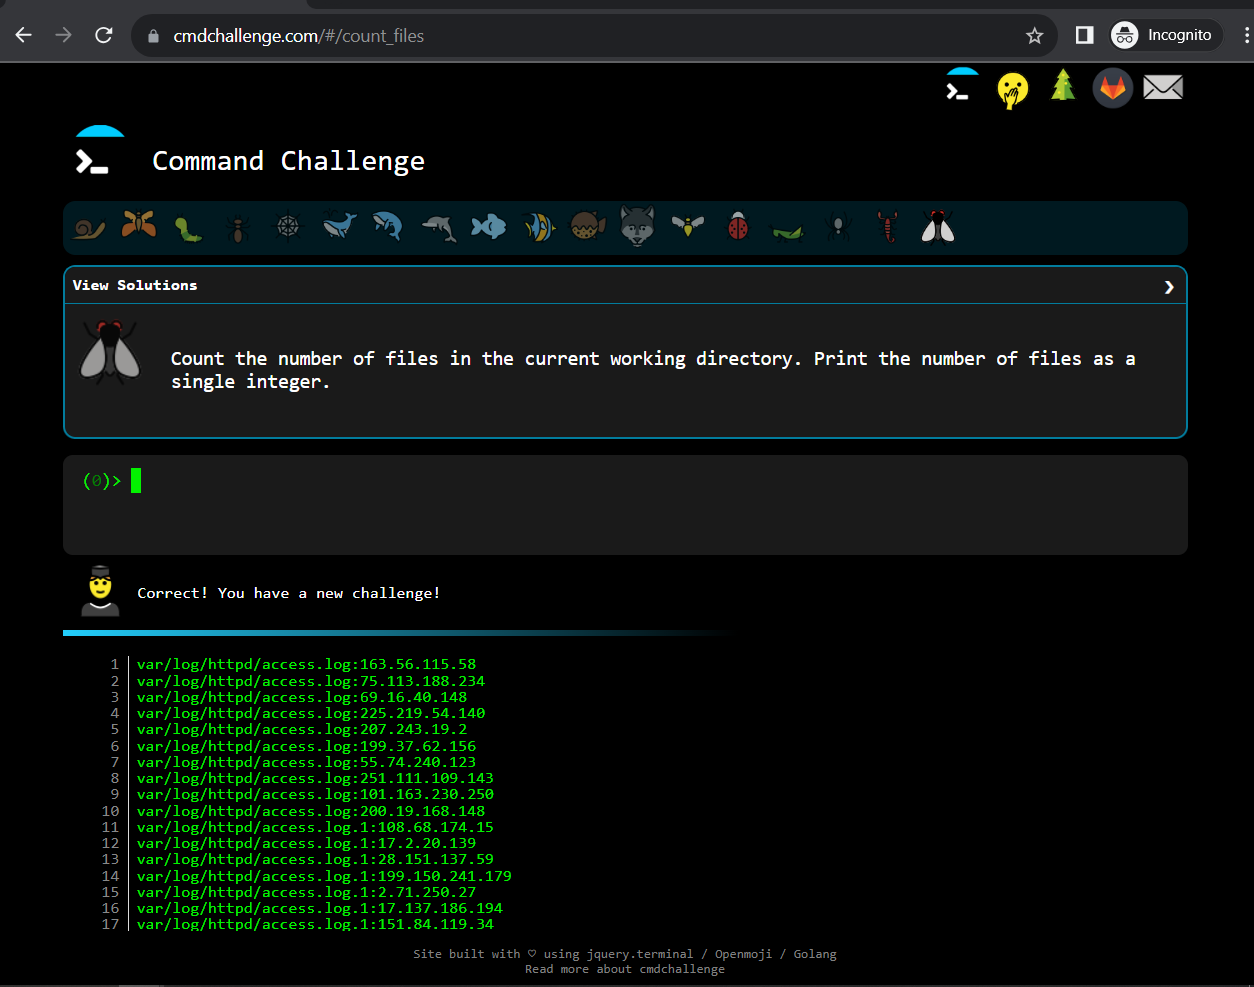 cmdchallenge.com/#/count_files
Incognito
Command Challenge
View Solutions
Count the number of files in the current working directory. Print the number of files as a
single integer.
(0)>
Correct! You have a new challenge!
1 var/log/httpd/access.log:163.56.115.58
2 var/log/httpd/access.log:75.113.188.234
3 var/log/httpd/access.log:69.16.40.148
4 var/log/httpd/access.log:225.219.54.140
5 var/log/httpd/access.log:207.243.19.2
6 var/log/httpd/access.log:199.37.62.156
7 var/log/httpd/access.log:55.74.240.123
8 var/log/httpd/access.log:251.111.109.143
9 var/log/httpd/access.log:101.163.230.250
10 var/log/httpd/access.log:200.19.168.148
11 var/log/httpd/access.log.1:108.68.174.15
12 var/log/httpd/access.log.1:17.2.20.139
13 var/log/httpd/access.log.1:28.151.137.59
14 var/log/httpd/access.log.1:199.150.241.179
15 var/log/httpd/access.log.1:2.71.250.27
16 var/log/httpd/access.log.1:17.137.186.194
17 var/log/httpd/access.log.1:151.84.119.34
Site built with ♡ using jquery.terminal / Openmoji / Golang
Read more about cmdchallenge